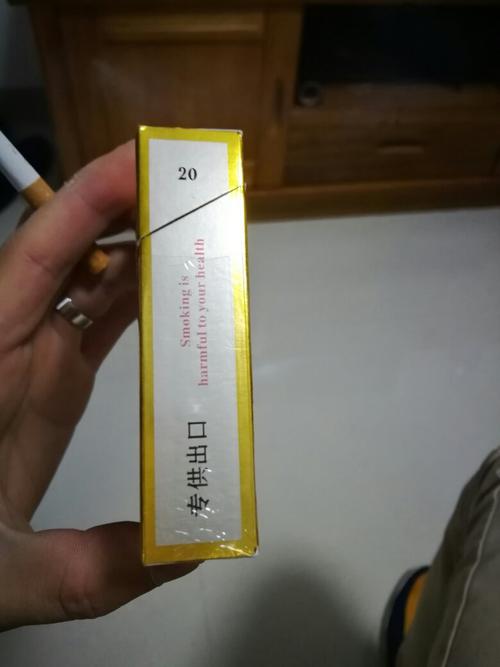 20
Smoking is
harmful to your health
专供出口